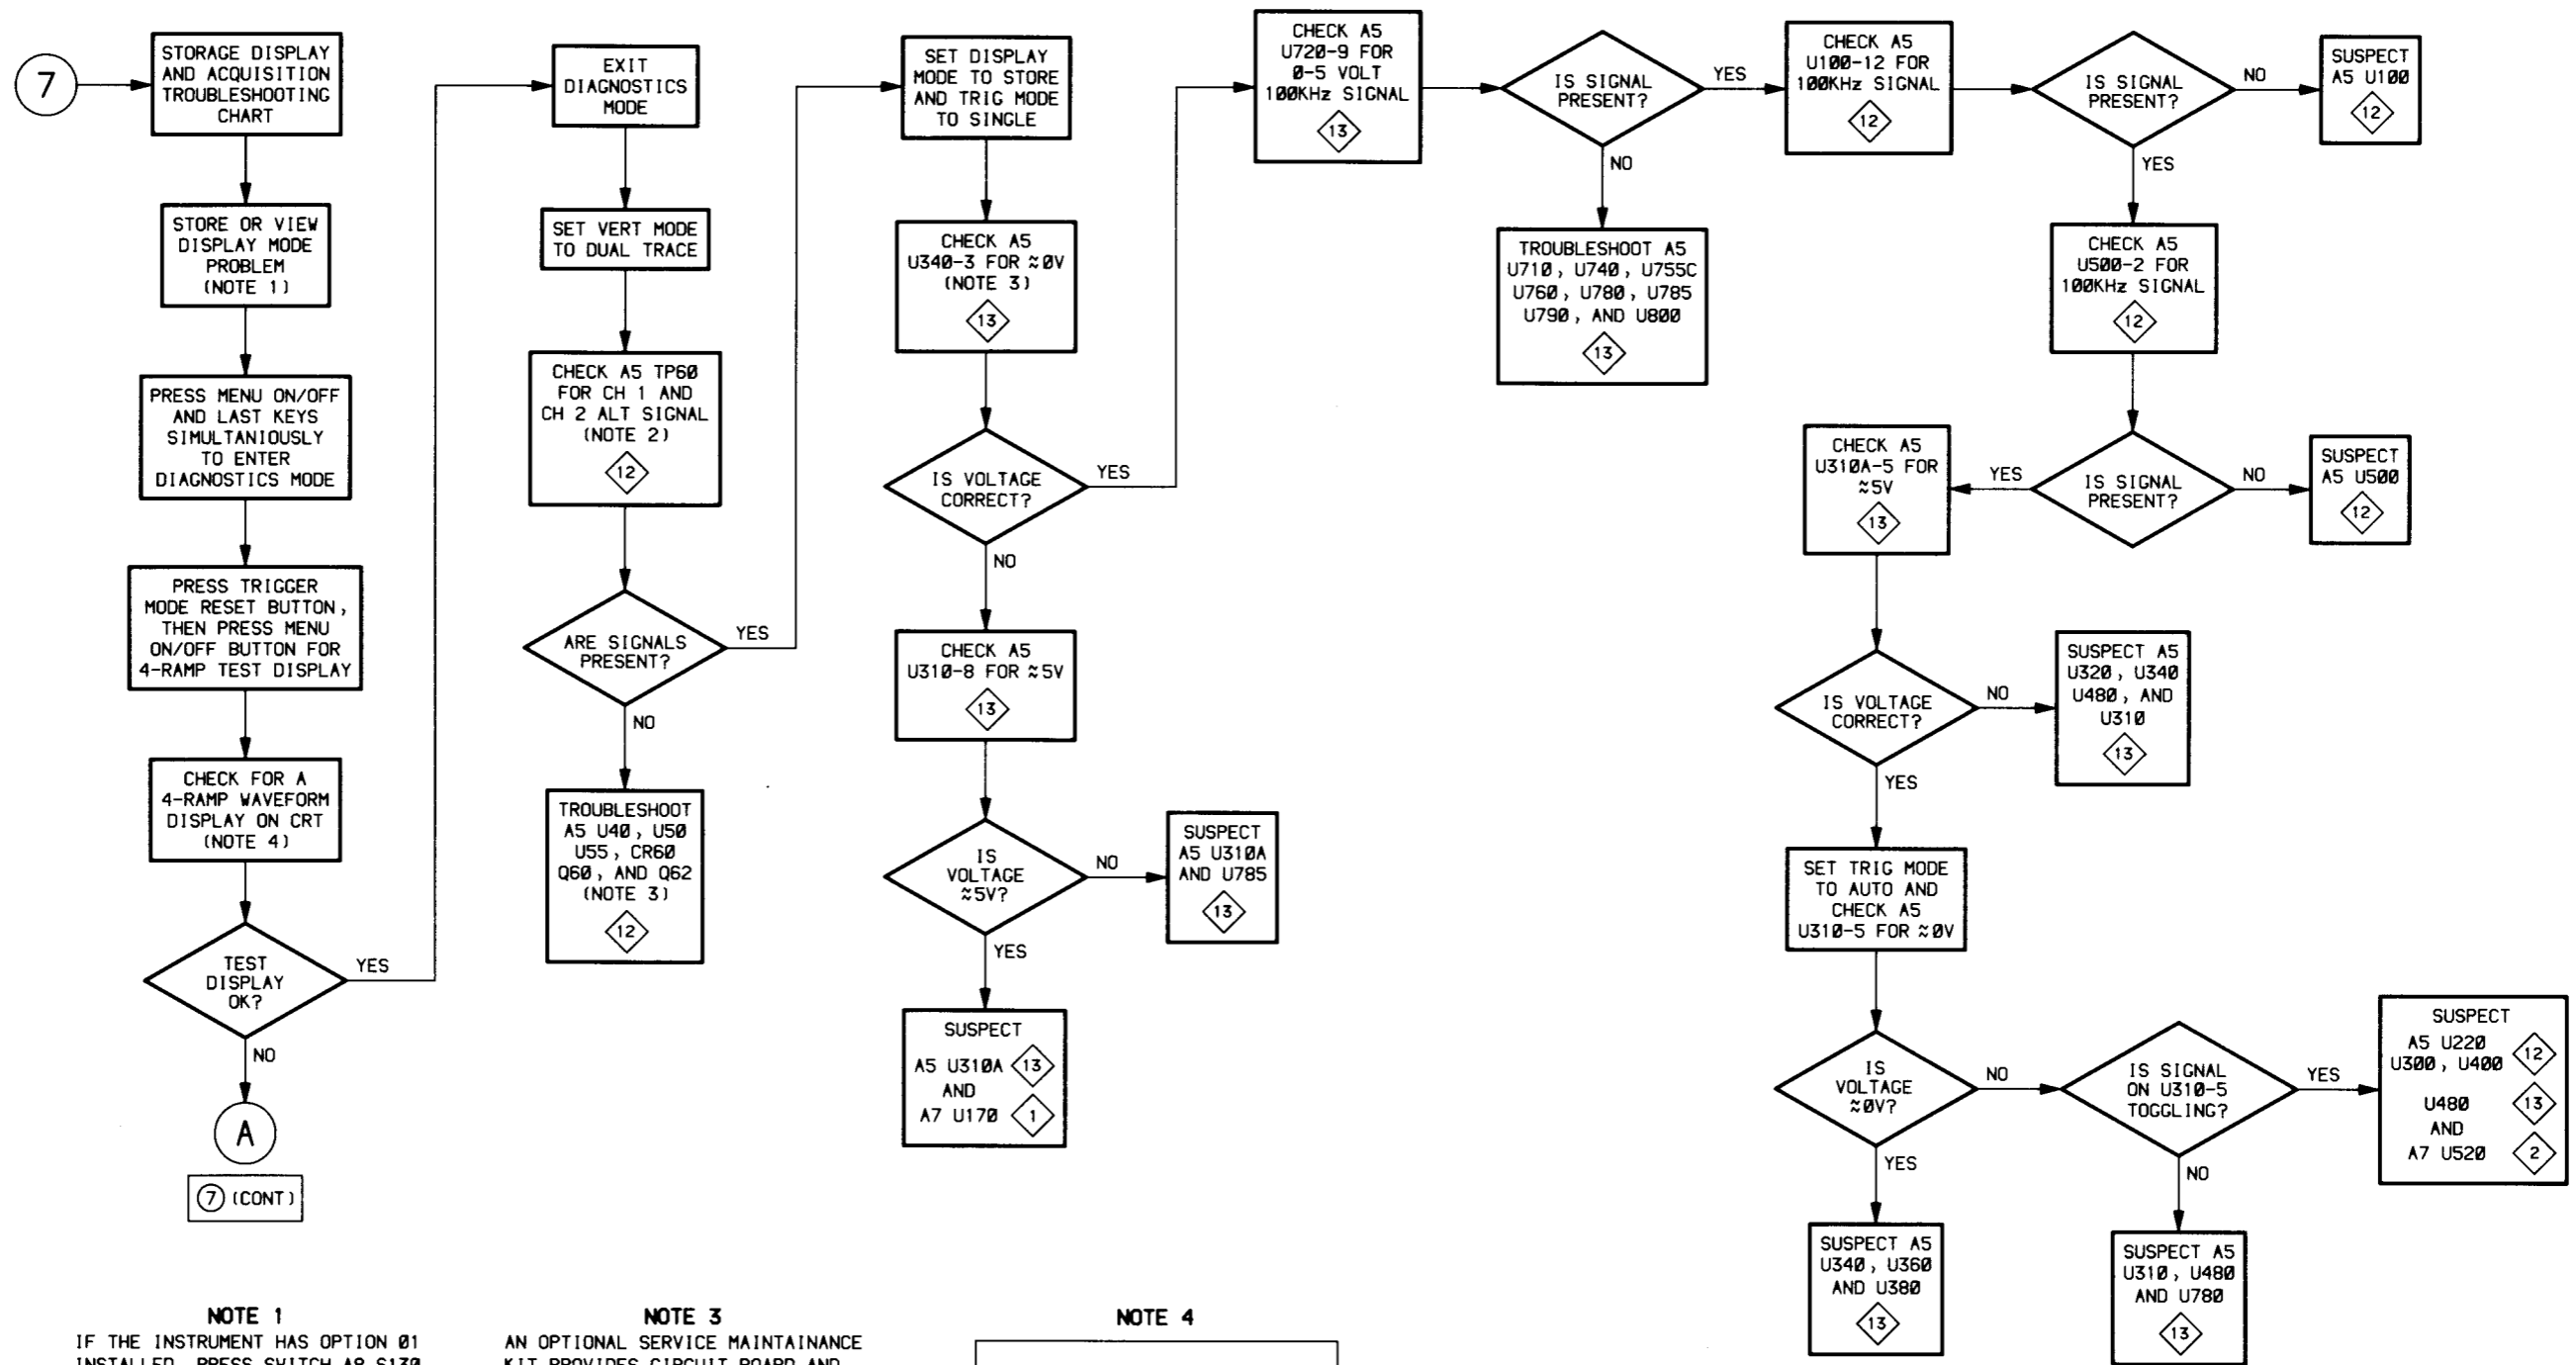 7
STORAGE DISPLAY
AND ACQUISITION
TROUBLESHOOTING
CHART
STORE OR VIEW
DISPLAY MODE
PROBLEM
(NOTE 1)
PRESS MENU ON/OFF
AND LAST KEYS
SIMULTANIOUSLY
TO ENTER
DIAGNOSTICS MODE
PRESS TRIGGER
MODE RESET BUTTON,
THEN PRESS MENU
ON/OFF BUTTON FOR
4-RAMP TEST DISPLAY
CHECK FOR A
4-RAMP WAVEFORM
DISPLAY ON CRT
(NOTE 4)
TEST
DISPLAY
OK?
YES
NO
A
7 (CONT)
EXIT
DIAGNOSTICS
MODE
SET VERT MODE
TO DUAL TRACE
CHECK A5 TP60
FOR CH 1 AND
CH 2 ALT SIGNAL
(NOTE 2)
12
ARE SIGNALS
PRESENT?
YES
NO
TROUBLESHOOT
A5 U40, U50
U55, CR60
Q60, AND Q62
(NOTE 3)
12
SET DISPLAY
MODE TO STORE
AND TRIG MODE
TO SINGLE
CHECK A5
U340-3 FOR ≈0V
(NOTE 3)
13
IS VOLTAGE
CORRECT?
YES
NO
CHECK A5
U310-8 FOR ≈5V
13
IS
VOLTAGE
≈5V?
NO
SUSPECT
A5 U310A
AND U785
13
YES
SUSPECT
A5 U310A 13
AND
A7 U170 1
CHECK A5
U720-9 FOR
0-5 VOLT
100KHz SIGNAL
13
IS SIGNAL
PRESENT?
YES
NO
TROUBLESHOOT A5
U710, U740, U755C
U760, U780, U785
U790, AND U800
13
CHECK A5
U100-12 FOR
100KHz SIGNAL
12
IS SIGNAL
PRESENT?
NO
SUSPECT
A5 U100
12
YES
CHECK A5
U500-2 FOR
100KHz SIGNAL
12
IS SIGNAL
PRESENT?
NO
SUSPECT
A5 U500
12
YES
CHECK A5
U310A-5 FOR
≈5V
13
IS VOLTAGE
CORRECT?
NO
SUSPECT A5
U320, U340
U480, AND
U310
13
YES
SET TRIG MODE
TO AUTO AND
CHECK A5
U310-5 FOR ≈0V
IS
VOLTAGE
≈0V?
NO
YES
SUSPECT A5
U340, U360
AND U380
13
IS SIGNAL
ON U310-5
TOGGLING?
YES
NO
SUSPECT A5
U310, U480
AND U780
13
SUSPECT
A5 U220
U300, U400 12
U480 13
AND
A7 U520 2
NOTE 1
IF THE INSTRUMENT HAS OPTION 01
INSTALLED, PRESS SWITCH A8 S130
NOTE 3
AN OPTIONAL SERVICE MAINTAINANCE
KIT PROVIDES CIRCUIT BOARD AND
NOTE 4